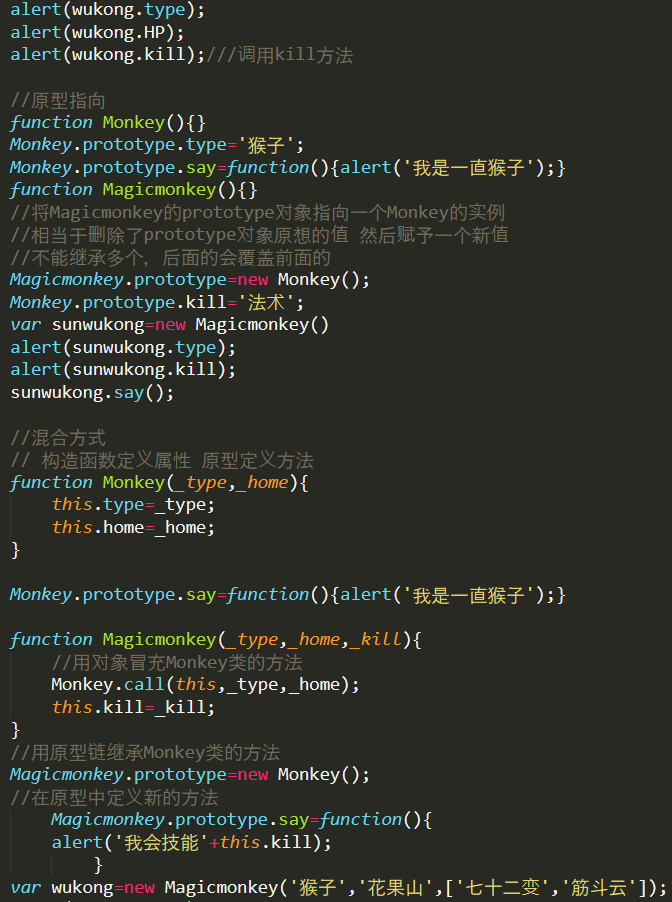 alert(wukong.type);
alert(wukong.HP);
alert(wukong.kill);///调用kill方法
//原型指向
function Monkey(){}
Monkey.prototype.type='猴子';
Monkey.prototype.say=function(){alert('我是一直猴子');}
function Magicmonkey(){}
//将Magicmonkey的prototype对象指向一个Monkey的实例
//相当于删除了prototype对象原想的值 然后赋予一个新值
//不能继承多个，后面的会覆盖前面的
Magicmonkey.prototype=new Monkey();
Monkey.prototype.kill='法术';
var sunwukong=new Magicmonkey()
alert(sunwukong.type);
alert(sunwukong.kill);
sunwukong.say();
//混合方式
// 构造函数定义属性 原型定义方法
function Monkey(_type,_home){
    this.type=_type;
    this.home=_home;
}
Monkey.prototype.say=function(){alert('我是一直猴子');}
function Magicmonkey(_type,_home,_kill){
    //用对象冒充Monkey类的方法
    Monkey.call(this,_type,_home);
    this.kill=_kill;
}
//用原型链继承Monkey类的方法
Magicmonkey.prototype=new Monkey();
//在原型中定义新的方法
    Magicmonkey.prototype.say=function(){
    alert('我会技能'+this.kill);
        }
var wukong=new Magicmonkey('猴子','花果山',['七十二变','筋斗云']);